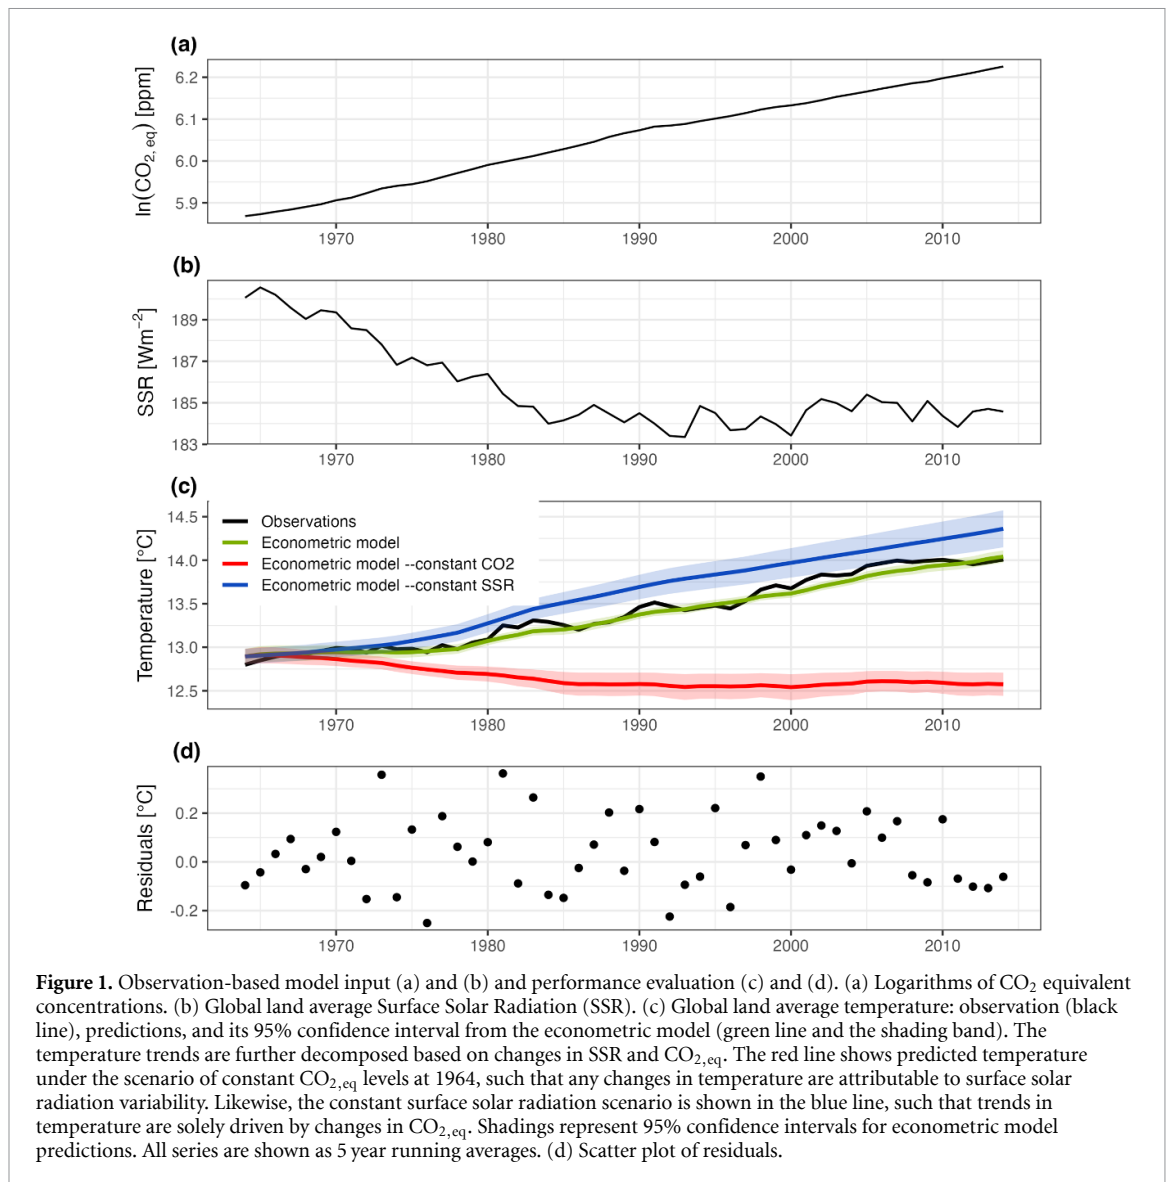 (a)
ln(CO2, eq) [ppm]
6.2
6.1
6.0
5.9
1970 1980 1990 2000 2010
(b)
SSR [Wm−2]
189
187
185
183
1970 1980 1990 2000 2010
(c)
Temperature [°C]
14.5
14.0
13.5
13.0
12.5
Observations
Econometric model
Econometric model --constant CO2
Econometric model --constant SSR
1970 1980 1990 2000 2010
(d)
Residuals [°C]
0.2
0.0
-0.2
1970 1980 1990 2000 2010
Figure 1. Observation-based model input (a) and (b) and performance evaluation (c) and (d). (a) Logarithms of CO2 equivalent
concentrations. (b) Global land average Surface Solar Radiation (SSR). (c) Global land average temperature: observation (black
line), predictions, and its 95% confidence interval from the econometric model (green line and the shading band). The
temperature trends are further decomposed based on changes in SSR and CO2,eq. The red line shows predicted temperature
under the scenario of constant CO2,eq levels at 1964, such that any changes in temperature are attributable to surface solar
radiation variability. Likewise, the constant surface solar radiation scenario is shown in the blue line, such that trends in
temperature are solely driven by changes in CO2,eq. Shadings represent 95% confidence intervals for econometric model
predictions. All series are shown as 5 year running averages. (d) Scatter plot of residuals.